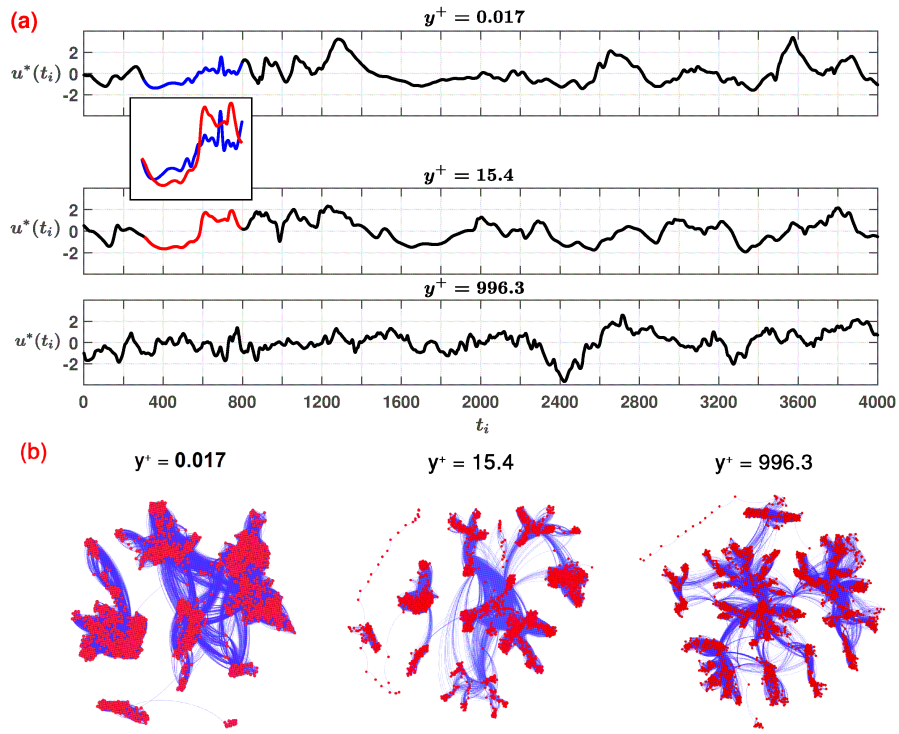 (a)
y⁺ = 0.017
u*(tᵢ)
2
0
-2
y⁺ = 15.4
u*(tᵢ)
2
0
-2
y⁺ = 996.3
u*(tᵢ)
2
0
-2
0 400 800 1200 1600 2000 2400 2800 3200 3600 4000
tᵢ
(b)
y⁺ = 0.017 y⁺ = 15.4 y⁺ = 996.3